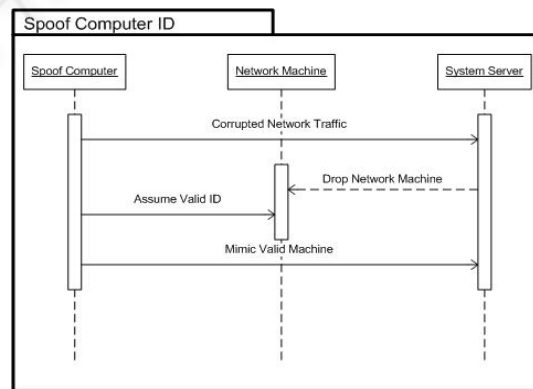 Spoof Computer ID
Spoof Computer
Network Machine
System Server
Corrupted Network Traffic
Drop Network Machine
Assume Valid ID
Mimic Valid Machine